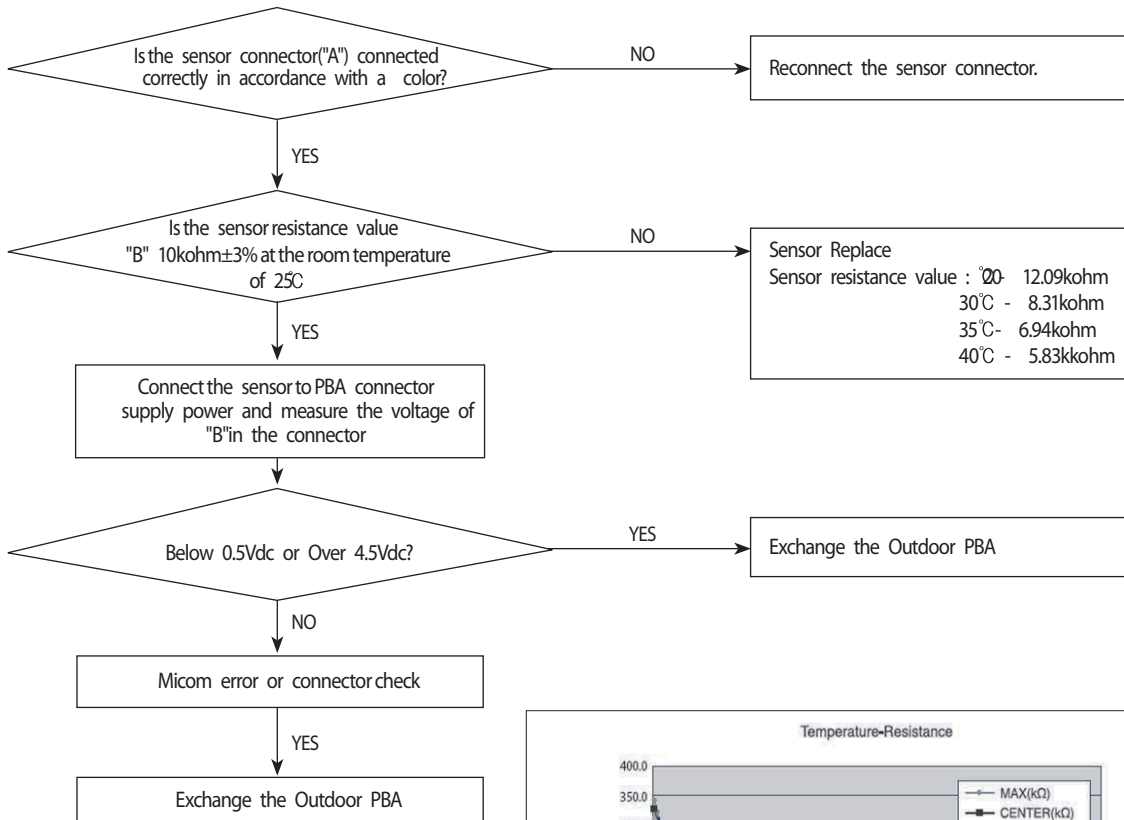 Is the sensor connector("A") connected
correctly in accordance with a color?
NO
Reconnect the sensor connector.
YES
Is the sensor resistance value
"B" 10kohm±3% at the room temperature
of 25℃
NO
Sensor Replace
Sensor resistance value : 20℃- 12.09kohm
30℃ - 8.31kohm
35℃- 6.94kohm
40℃ - 5.83kkohm
YES
Connect the sensor to PBA connector
supply power and measure the voltage of
"B"in the connector
Below 0.5Vdc or Over 4.5Vdc?
YES
Exchange the Outdoor PBA
NO
Micom error or connector check
YES
Exchange the Outdoor PBA
Temperature-Resistance
400.0
350.0
MAX(kΩ)
CENTER(kΩ)